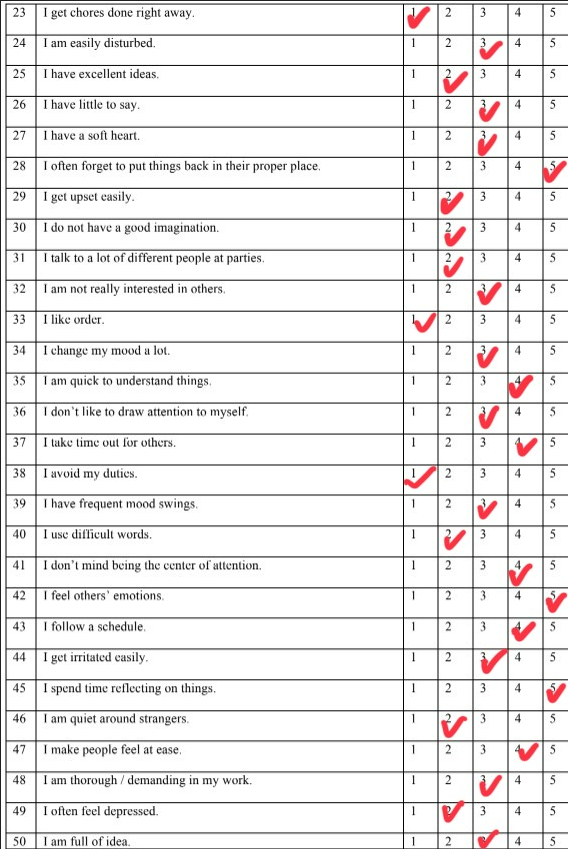 23 I get chores done right away. 1 2 3 4 5
24 I am easily disturbed. 1 2 3 4 5
25 I have excellent ideas. 1 2 3 4 5
26 I have little to say. 1 2 3 4 5
27 I have a soft heart. 1 2 3 4 5
28 I often forget to put things back in their proper place. 1 2 3 4 5
29 I get upset easily. 1 2 3 4 5
30 I do not have a good imagination. 1 2 3 4 5
31 I talk to a lot of different people at parties. 1 2 3 4 5
32 I am not really interested in others. 1 2 3 4 5
33 I like order. 1 2 3 4 5
34 I change my mood a lot. 1 2 3 4 5
35 I am quick to understand things. 1 2 3 4 5
36 I don't like to draw attention to myself. 1 2 3 4 5
37 I take time out for others. 1 2 3 4 5
38 I avoid my duties. 1 2 3 4 5
39 I have frequent mood swings. 1 2 3 4 5
40 I use difficult words. 1 2 3 4 5
41 I don't mind being the center of attention. 1 2 3 4 5
42 I feel others' emotions. 1 2 3 4 5
43 I follow a schedule. 1 2 3 4 5
44 I get irritated easily. 1 2 3 4 5
45 I spend time reflecting on things. 1 2 3 4 5
46 I am quiet around strangers. 1 2 3 4 5
47 I make people feel at ease. 1 2 3 4 5
48 I am thorough / demanding in my work. 1 2 3 4 5
49 I often feel depressed. 1 2 3 4 5
50 I am full of idea. 1 2 3 4 5